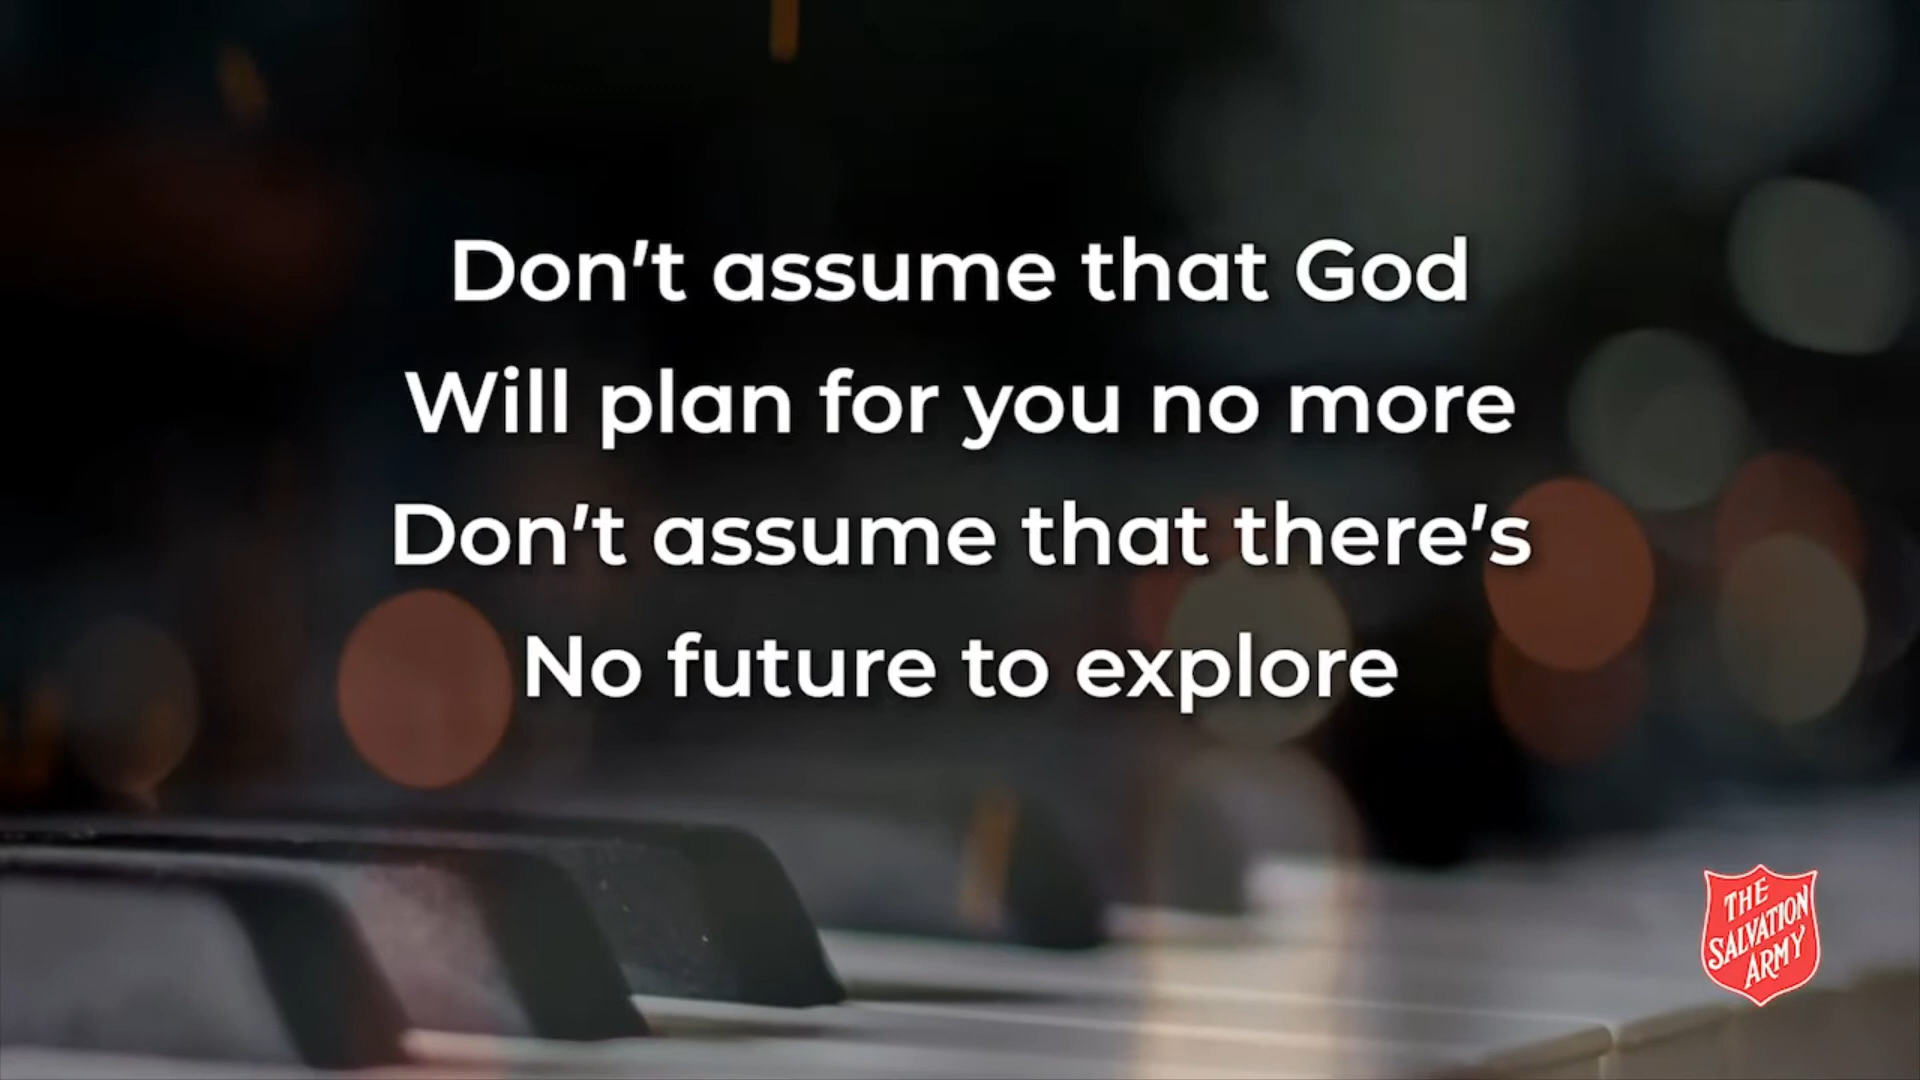 Don't assume that God
Will plan for you no more
Don't assume that there's
No future to explore
THE
SALVATION
ARMY